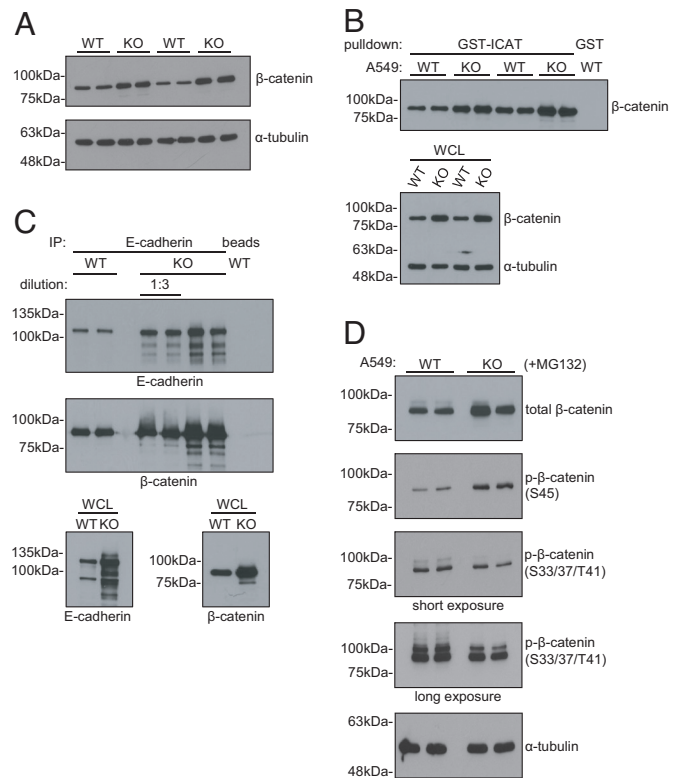 A
WT KO WT KO
100kDa-
75kDa-
β-catenin
63kDa-
48kDa-
α-tubulin
B
pulldown: GST-ICAT GST
A549: WT KO WT KO WT
100kDa-
75kDa-
β-catenin
WCL
WT KO WT KO
100kDa-
75kDa-
β-catenin
63kDa-
48kDa-
α-tubulin
C
IP: E-cadherin beads
WT KO WT
dilution: 1:3
135kDa-
100kDa-
E-cadherin
100kDa-
75kDa-
β-catenin
WCL
WT KO
135kDa-
100kDa-
E-cadherin
WCL
WT KO
100kDa-
75kDa-
β-catenin
D
A549: WT KO (+MG132)
100kDa-
75kDa-
total β-catenin
100kDa-
75kDa-
p-β-catenin
(S45)
100kDa-
75kDa-
p-β-catenin
(S33/37/T41)
short exposure
100kDa-
75kDa-
p-β-catenin
(S33/37/T41)
long exposure
63kDa-
48kDa-
α-tubulin